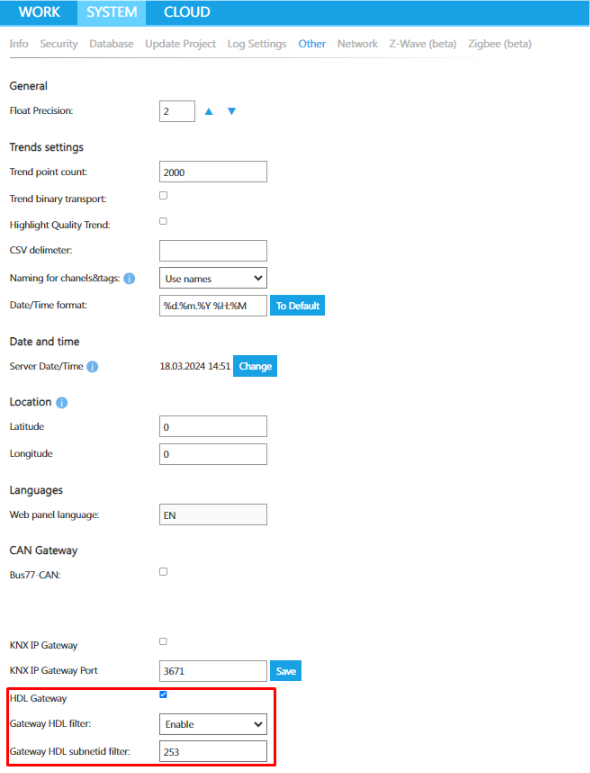 WORK SYSTEM CLOUD
Info Security Database Update Project Log Settings Other Network Z-Wave (beta) Zigbee (beta)
General
Float Precision: 2
Trends settings
Trend point count: 2000
Trend binary transport:
Highlight Quality Trend:
CSV delimeter:
Naming for chanels&tags: i Use names
Date/Time format: %d.%m.%Y %H:%M To Default
Date and time
Server Date/Time i 18.03.2024 14:51 Change
Location i
Latitude 0
Longitude 0
Languages
Web panel language: EN
CAN Gateway
Bus77-CAN:
KNX IP Gateway
KNX IP Gateway Port 3671 Save
HDL Gateway
Gateway HDL filter: Enable
Gateway HDL subnetid filter: 253